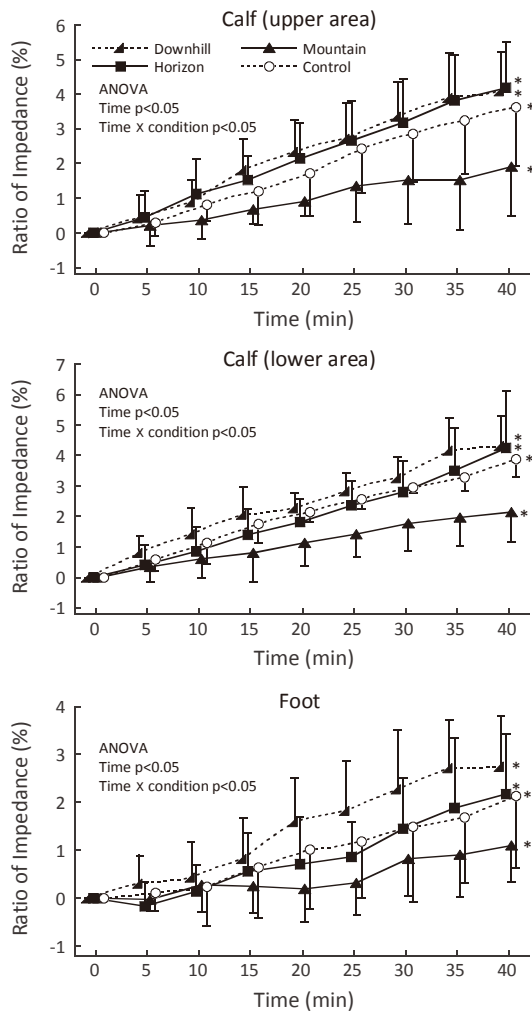 Calf (upper area)
Ratio of Impedance (%)
6
5
4
3
2
1
0
-1
Downhill
Mountain
Horizon
Control
ANOVA
Time p<0.05
Time x condition p<0.05
*
*
*
*
0 5 10 15 20 25 30 35 40
Time (min)
Calf (lower area)
Ratio of Impedance (%)
7
6
5
4
3
2
1
0
-1
ANOVA
Time p<0.05
Time x condition p<0.05
*
*
*
*
0 5 10 15 20 25 30 35 40
Time (min)
Foot
Ratio of Impedance (%)
4
3
2
1
0
-1
ANOVA
Time p<0.05
Time x condition p<0.05
*
*
*
*
0 5 10 15 20 25 30 35 40
Time (min)